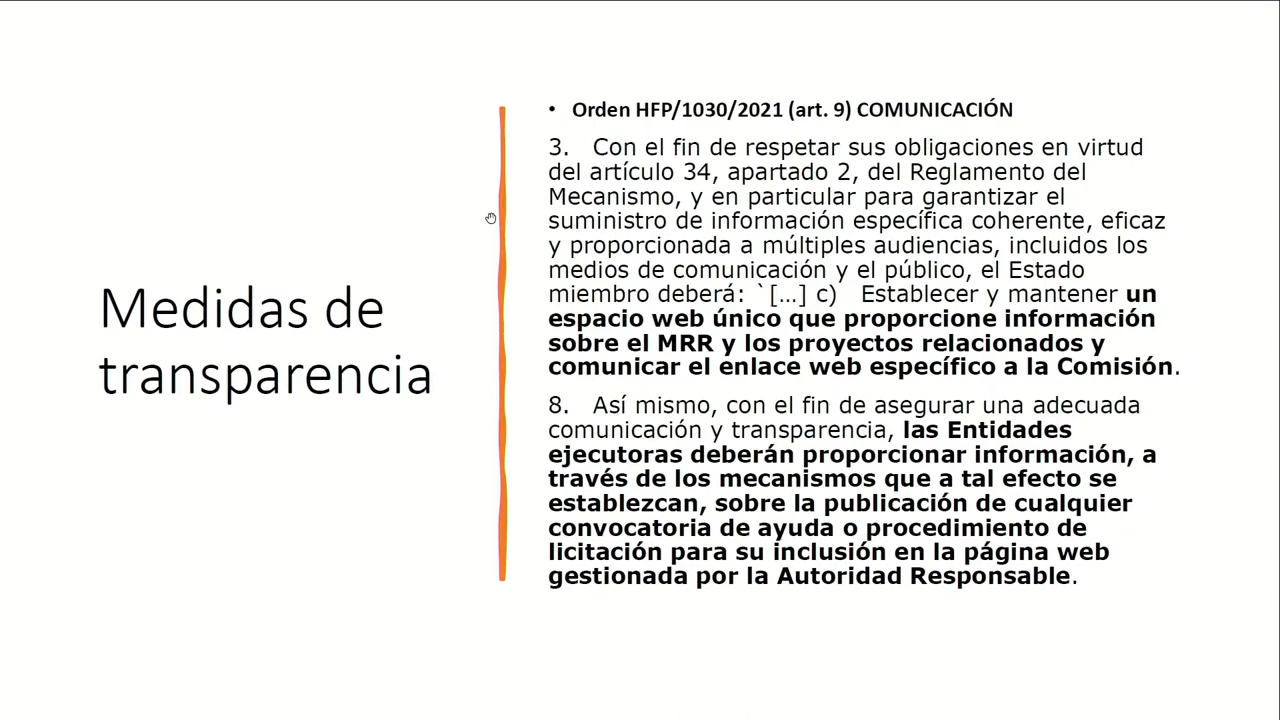 Medidas de
transparencia
• Orden HFP/1030/2021 (art. 9) COMUNICACIÓN
3. Con el fin de respetar sus obligaciones en virtud
del artículo 34, apartado 2, del Reglamento del
Mecanismo, y en particular para garantizar el
suministro de información específica coherente, eficaz
y proporcionada a múltiples audiencias, incluidos los
medios de comunicación y el público, el Estado
miembro deberá: `[…] c) Establecer y mantener un
espacio web único que proporcione información
sobre el MRR y los proyectos relacionados y
comunicar el enlace web específico a la Comisión.
8. Así mismo, con el fin de asegurar una adecuada
comunicación y transparencia, las Entidades
ejecutoras deberán proporcionar información, a
través de los mecanismos que a tal efecto se
establezcan, sobre la publicación de cualquier
convocatoria de ayuda o procedimiento de
licitación para su inclusión en la página web
gestionada por la Autoridad Responsable.